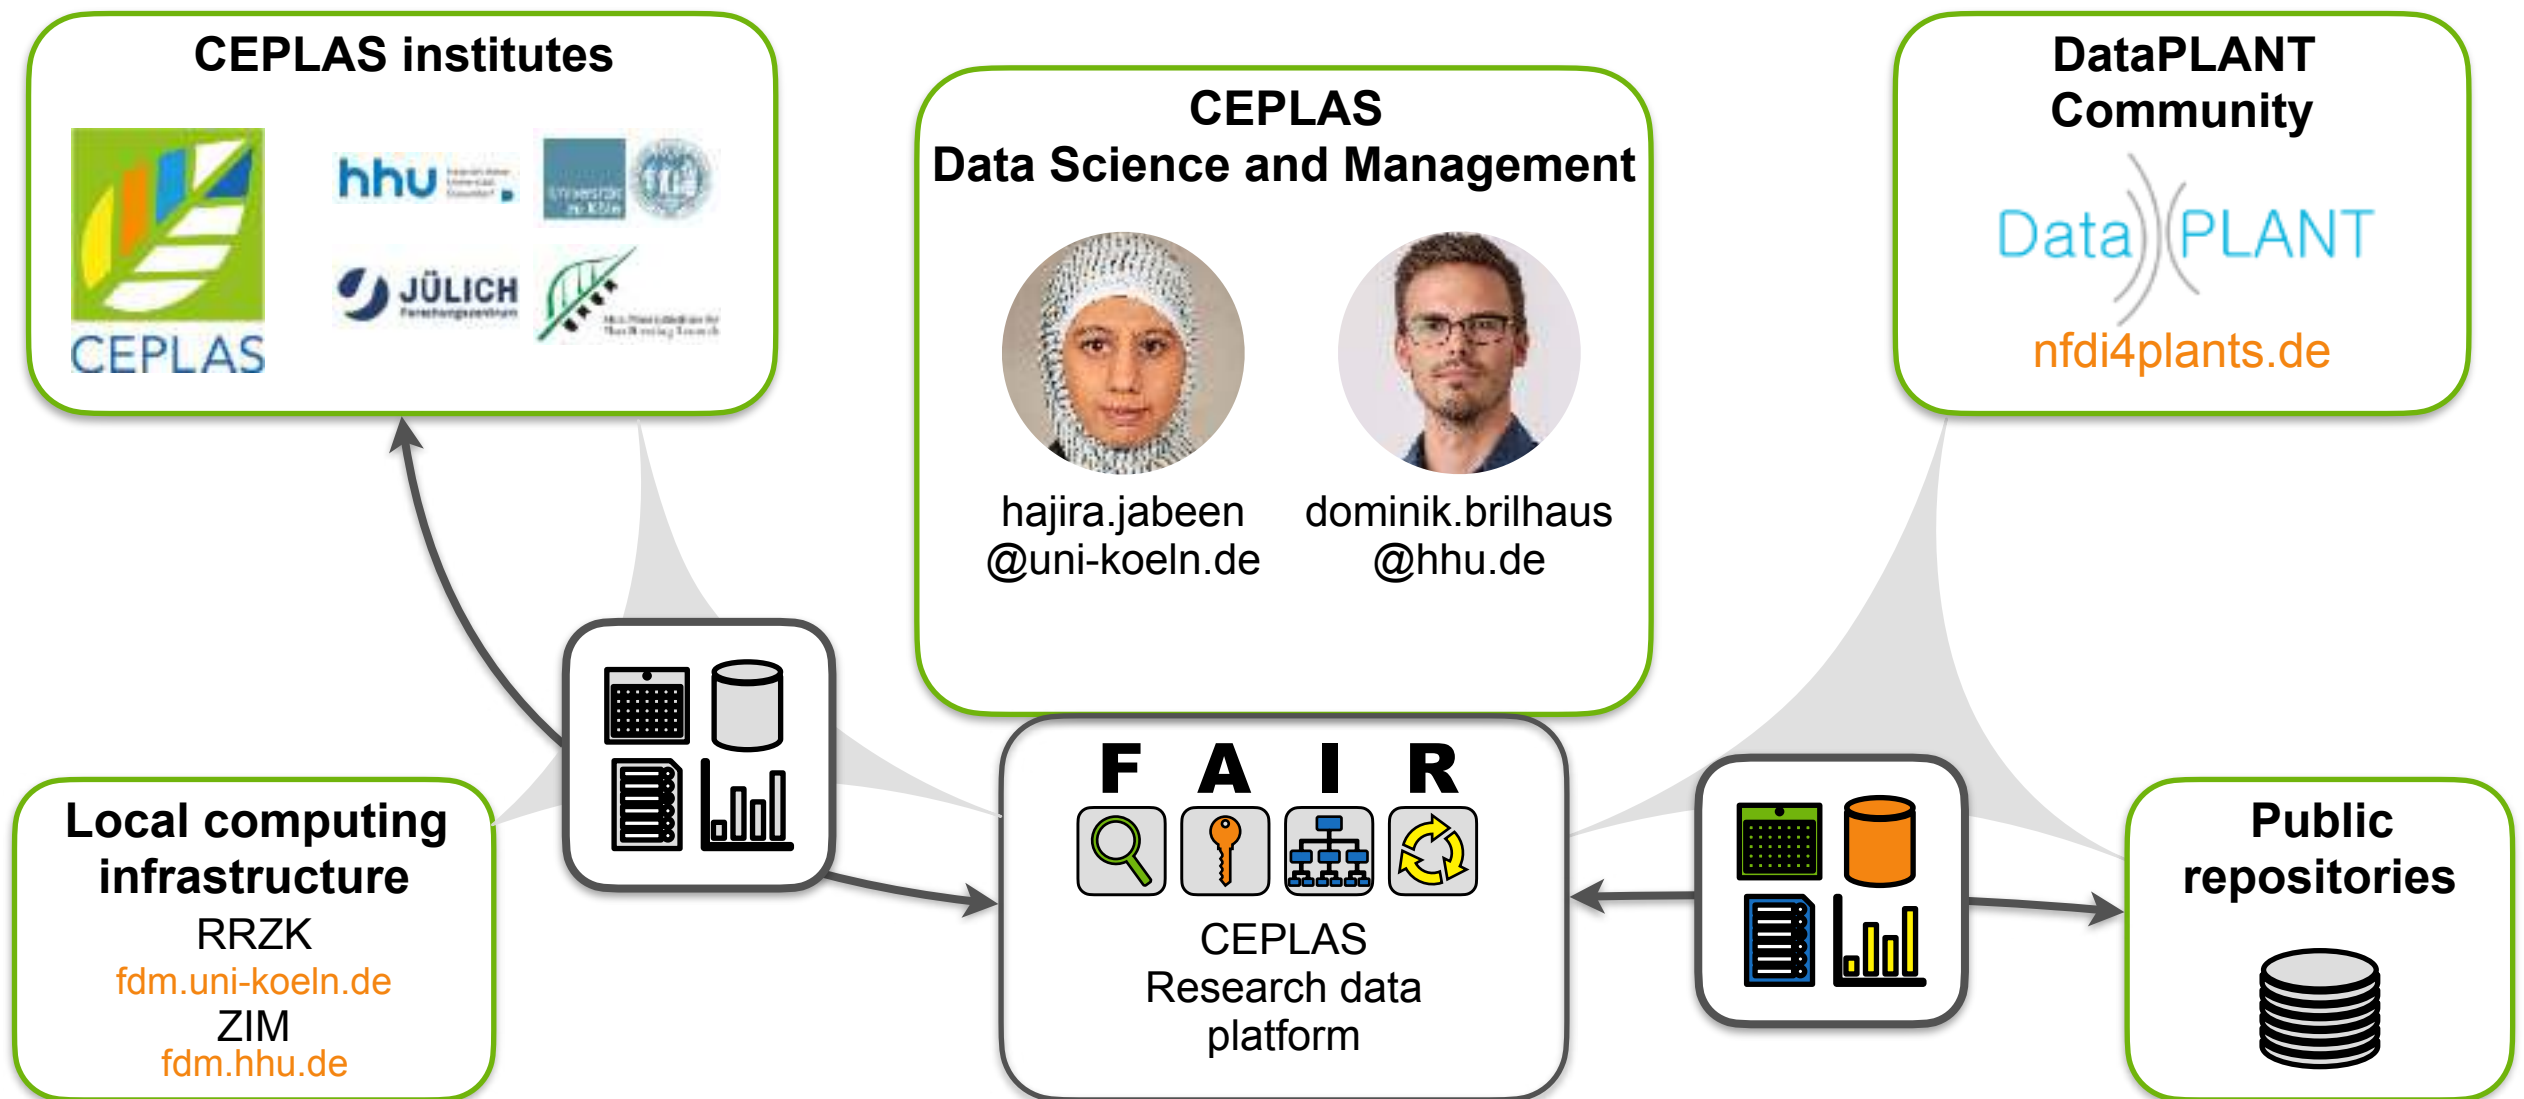 CEPLAS institutes
CEPLAS
hhu
JÜLICH
Forschungszentrum
CEPLAS
Data Science and Management
hajira.jabeen
@uni-koeln.de
dominik.brilhaus
@hhu.de
DataPLANT
Community
Data PLANT
nfdi4plants.de
Local computing
infrastructure
RRZK
fdm.uni-koeln.de
ZIM
fdm.hhu.de
F A I R
CEPLAS
Research data
platform
Public
repositories